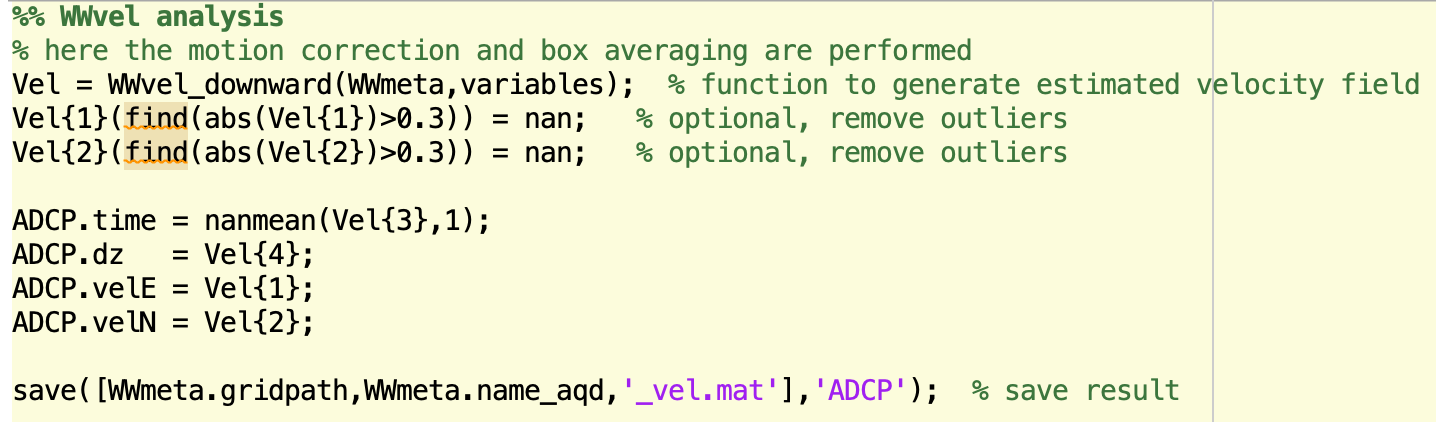 %% WWvel analysis
% here the motion correction and box averaging are performed
Vel = WWvel_downward(WWmeta,variables);  % function to generate estimated velocity field
Vel{1}(find(abs(Vel{1})>0.3)) = nan;   % optional, remove outliers
Vel{2}(find(abs(Vel{2})>0.3)) = nan;   % optional, remove outliers
ADCP.time = nanmean(Vel{3},1);
ADCP.dz   = Vel{4};
ADCP.velE = Vel{1};
ADCP.velN = Vel{2};
save([WWmeta.gridpath,WWmeta.name_aqd,'_vel.mat'],'ADCP');  % save result